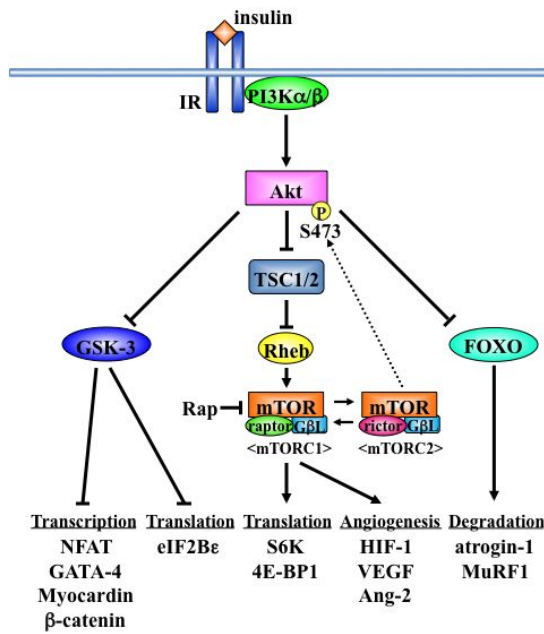 insulin
IR
PI3Kα/β
Akt
P
S473
TSC1/2
GSK-3
Rheb
FOXO
Rap
mTOR
mTOR
raptor
GβL
rictor
GβL
<mTORC1>
<mTORC2>
Transcription
NFAT
GATA-4
Myocardin
β-catenin
Translation
eIF2Bε
Translation
S6K
4E-BP1
Angiogenesis
HIF-1
VEGF
Ang-2
Degradation
atrogin-1
MuRF1